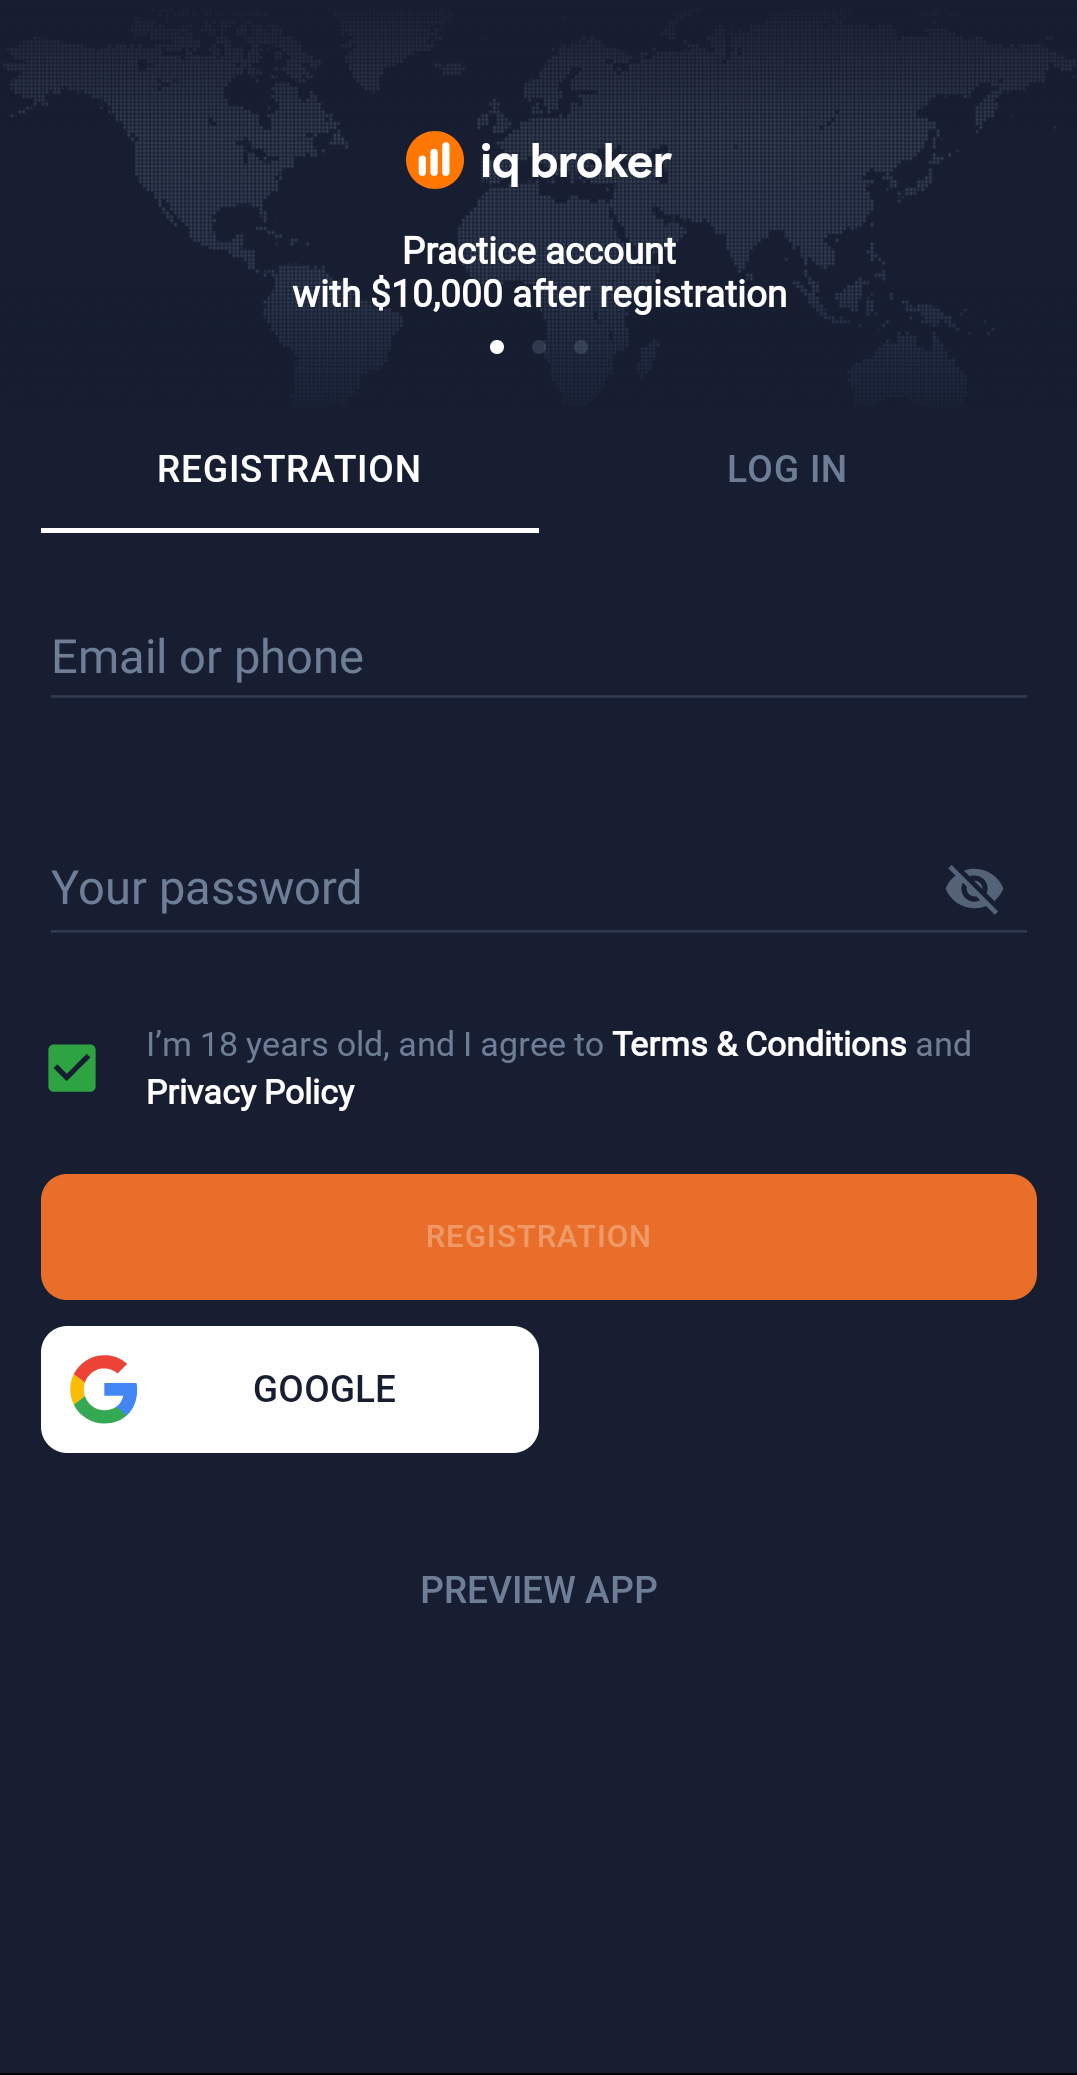 iq broker
Practice account
with $10,000 after registration
REGISTRATION
LOG IN
Email or phone
Your password
I’m 18 years old, and I agree to Terms & Conditions and
Privacy Policy
REGISTRATION
GOOGLE
PREVIEW APP